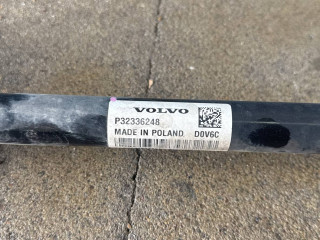 VOLVO
P32336248
MADE IN POLAND D0V6C